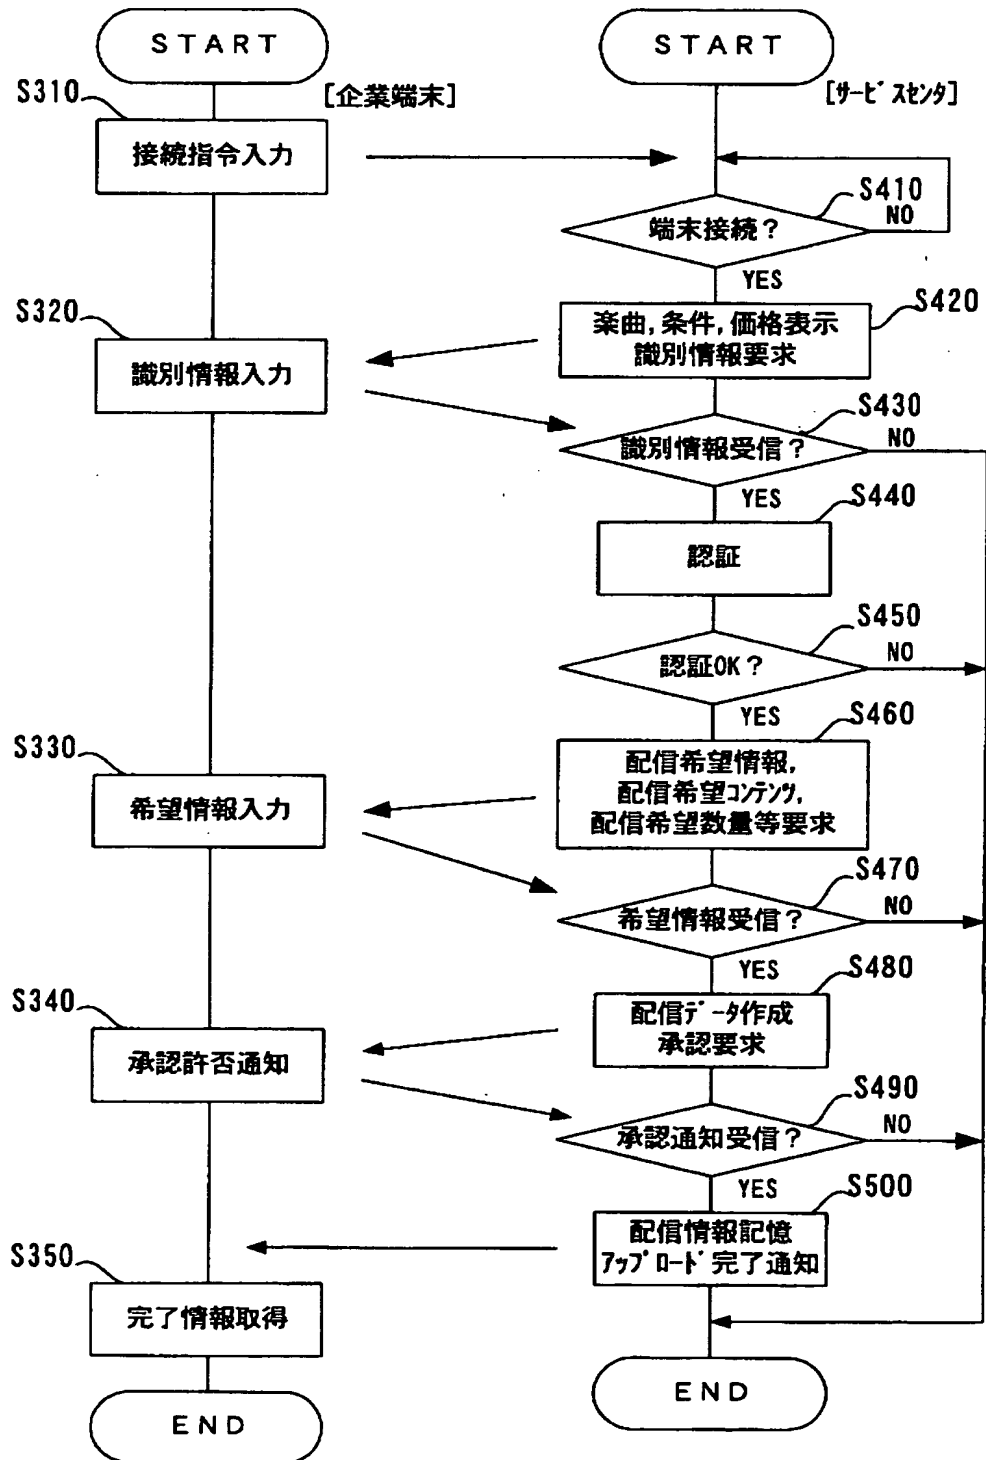 START
START
S310
[企業端末]
[サービスセンタ]
接続指令入力
S410
NO
端末接続?
YES
S320
S420
楽曲,条件,価格表示
識別情報要求
識別情報入力
S430
NO
識別情報受信?
YES
S440
認証
S450
NO
認証OK?
YES
S460
S330
配信希望情報,
配信希望コンテンツ,
配信希望数量等要求
希望情報入力
S470
NO
希望情報受信?
YES
S480
S340
配信データ作成
承認要求
承認許否通知
S490
NO
承認通知受信?
YES
S500
配信情報記憶
アップロード完了通知
S350
完了情報取得
END
END